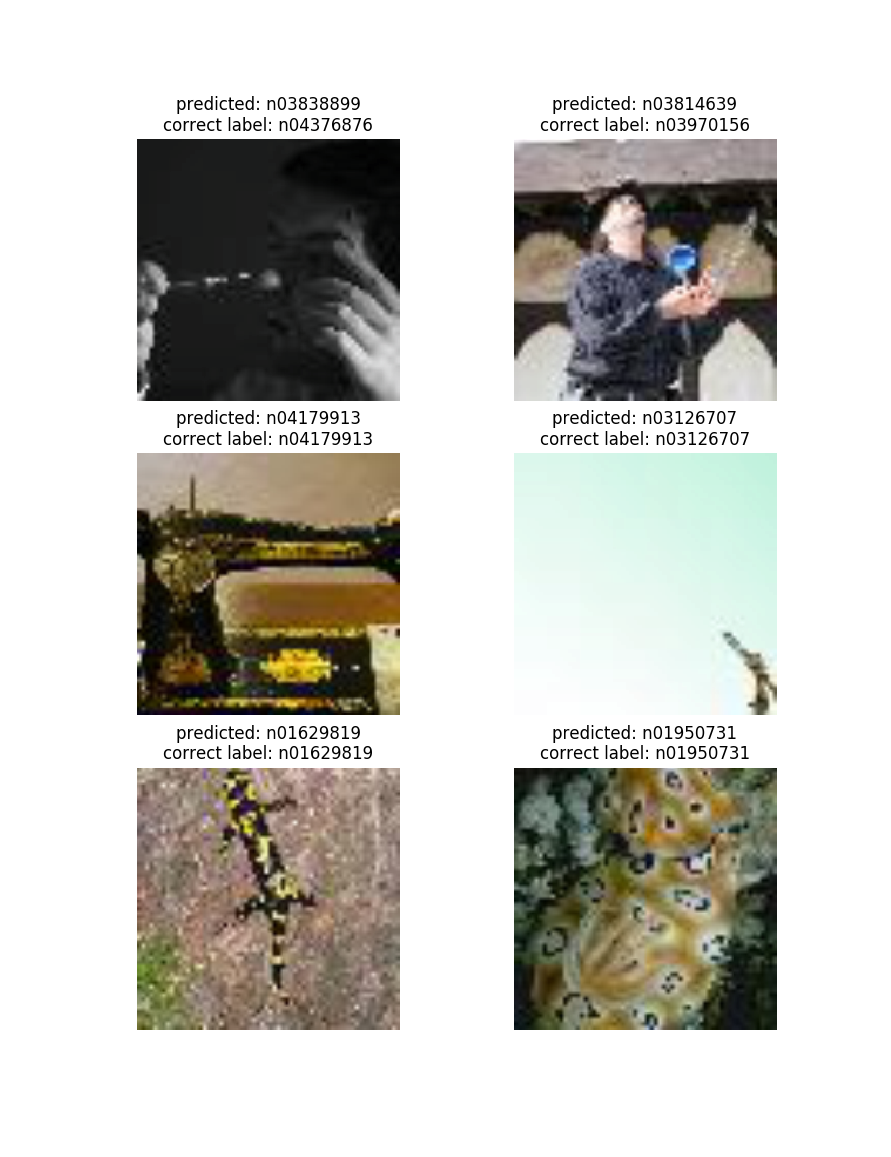 predicted: n03838899
correct label: n04376876
predicted: n03814639
correct label: n03970156
predicted: n04179913
correct label: n04179913
predicted: n03126707
correct label: n03126707
predicted: n01629819
correct label: n01629819
predicted: n01950731
correct label: n01950731